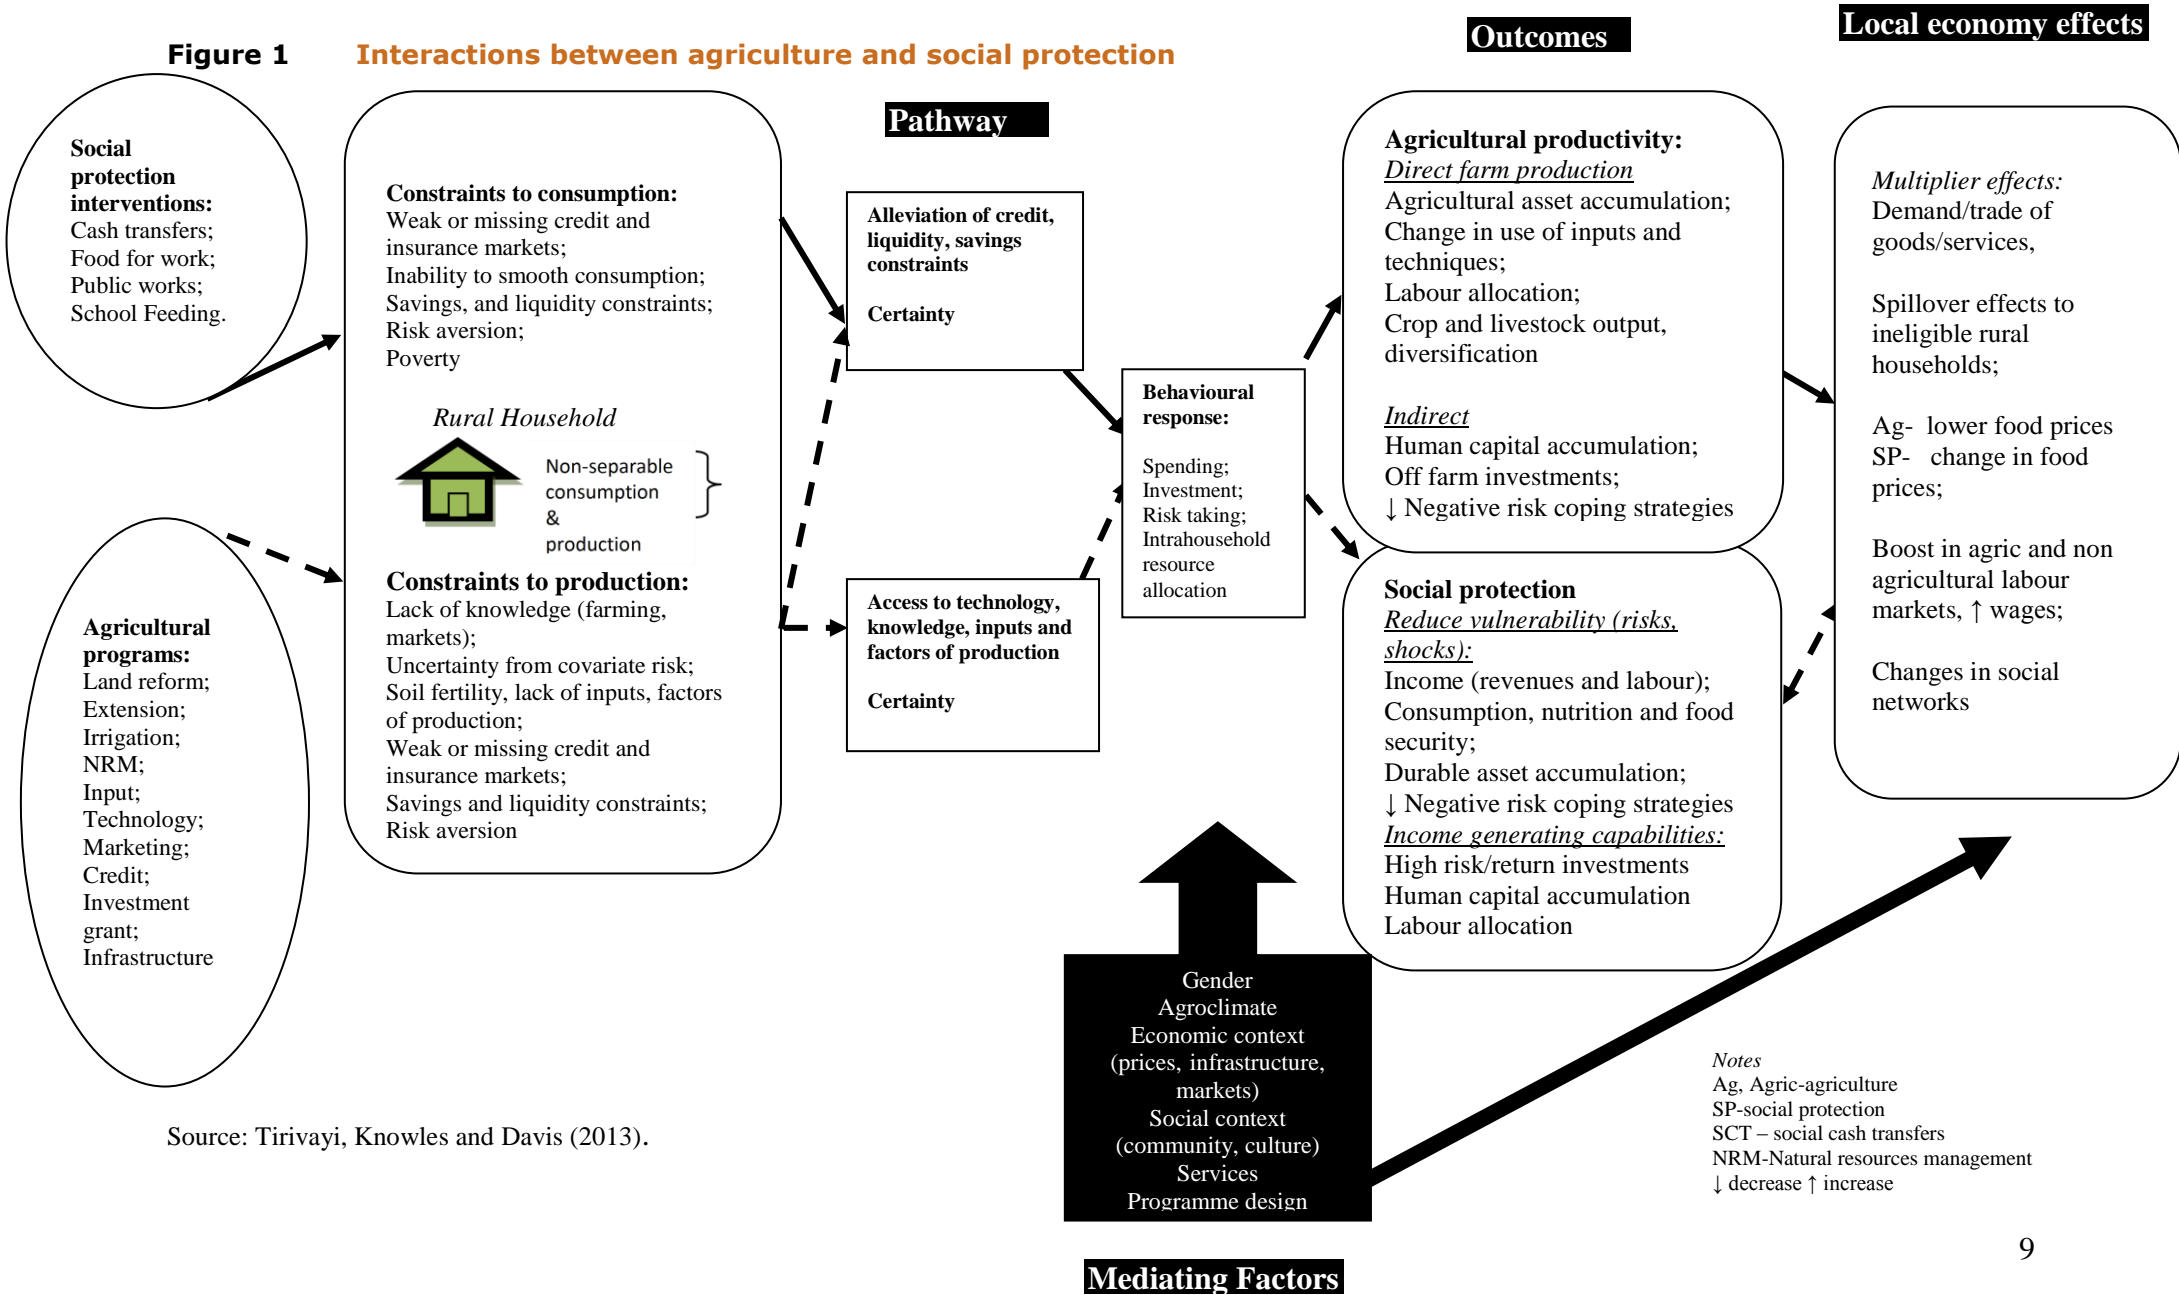 Figure 1 Interactions between agriculture and social protection
Pathway
Outcomes
Local economy effects
Social
protection
interventions:
Cash transfers;
Food for work;
Public works;
School Feeding.
Agricultural
programs:
Land reform;
Extension;
Irrigation;
NRM;
Input;
Technology;
Marketing;
Credit;
Investment
grant;
Infrastructure
Constraints to consumption:
Weak or missing credit and
insurance markets;
Inability to smooth consumption;
Savings, and liquidity constraints;
Risk aversion;
Poverty
Rural Household
Non-separable
consumption
&
production
Constraints to production:
Lack of knowledge (farming,
markets);
Uncertainty from covariate risk;
Soil fertility, lack of inputs, factors
of production;
Weak or missing credit and
insurance markets;
Savings and liquidity constraints;
Risk aversion
Alleviation of credit,
liquidity, savings
constraints
Certainty
Access to technology,
knowledge, inputs and
factors of production
Certainty
Behavioural
response:
Spending;
Investment;
Risk taking;
Intrahousehold
resource
allocation
Agricultural productivity:
Direct farm production
Agricultural asset accumulation;
Change in use of inputs and
techniques;
Labour allocation;
Crop and livestock output,
diversification
Indirect
Human capital accumulation;
Off farm investments;
↓ Negative risk coping strategies
Social protection
Reduce vulnerability (risks,
shocks):
Income (revenues and labour);
Consumption, nutrition and food
security;
Durable asset accumulation;
↓ Negative risk coping strategies
Income generating capabilities:
High risk/return investments
Human capital accumulation
Labour allocation
Multiplier effects:
Demand/trade of
goods/services,
Spillover effects to
ineligible rural
households;
Ag- lower food prices
SP- change in food
prices;
Boost in agric and non
agricultural labour
markets, ↑ wages;
Changes in social
networks
Gender
Agroclimate
Economic context
(prices, infrastructure,
markets)
Social context
(community, culture)
Services
Programme design
Mediating Factors
Notes
Ag, Agric-agriculture
SP-social protection
SCT – social cash transfers
NRM-Natural resources management
↓ decrease ↑ increase
Source: Tirivayi, Knowles and Davis (2013).
9